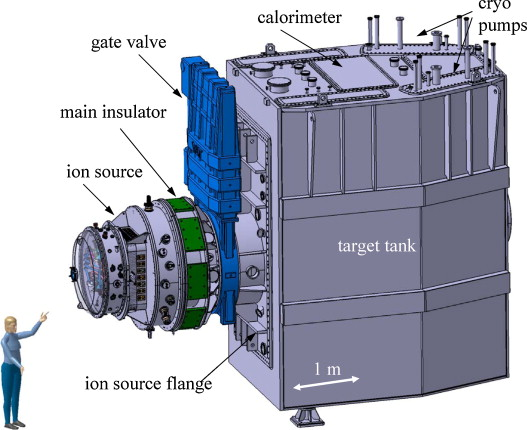 cryo
pumps
calorimeter
gate valve
main insulator
ion source
target tank
1 m
ion source flange